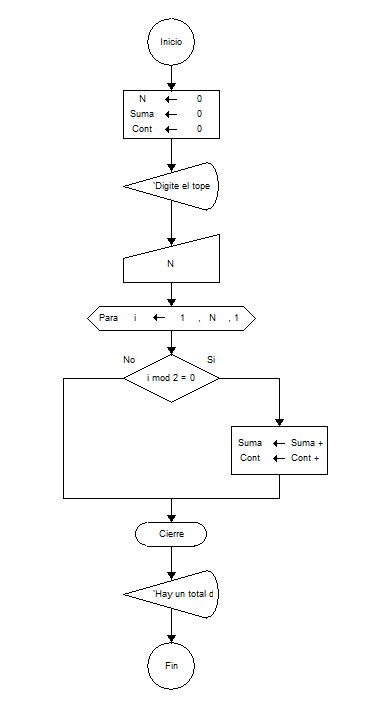 Inicio
N ← 0
Suma ← 0
Cont ← 0
'Digite el tope
N
Para i ← 1 , N , 1
No Si
i mod 2 = 0
Suma ← Suma +
Cont ← Cont +
Cierre
'Hay un total d
Fin